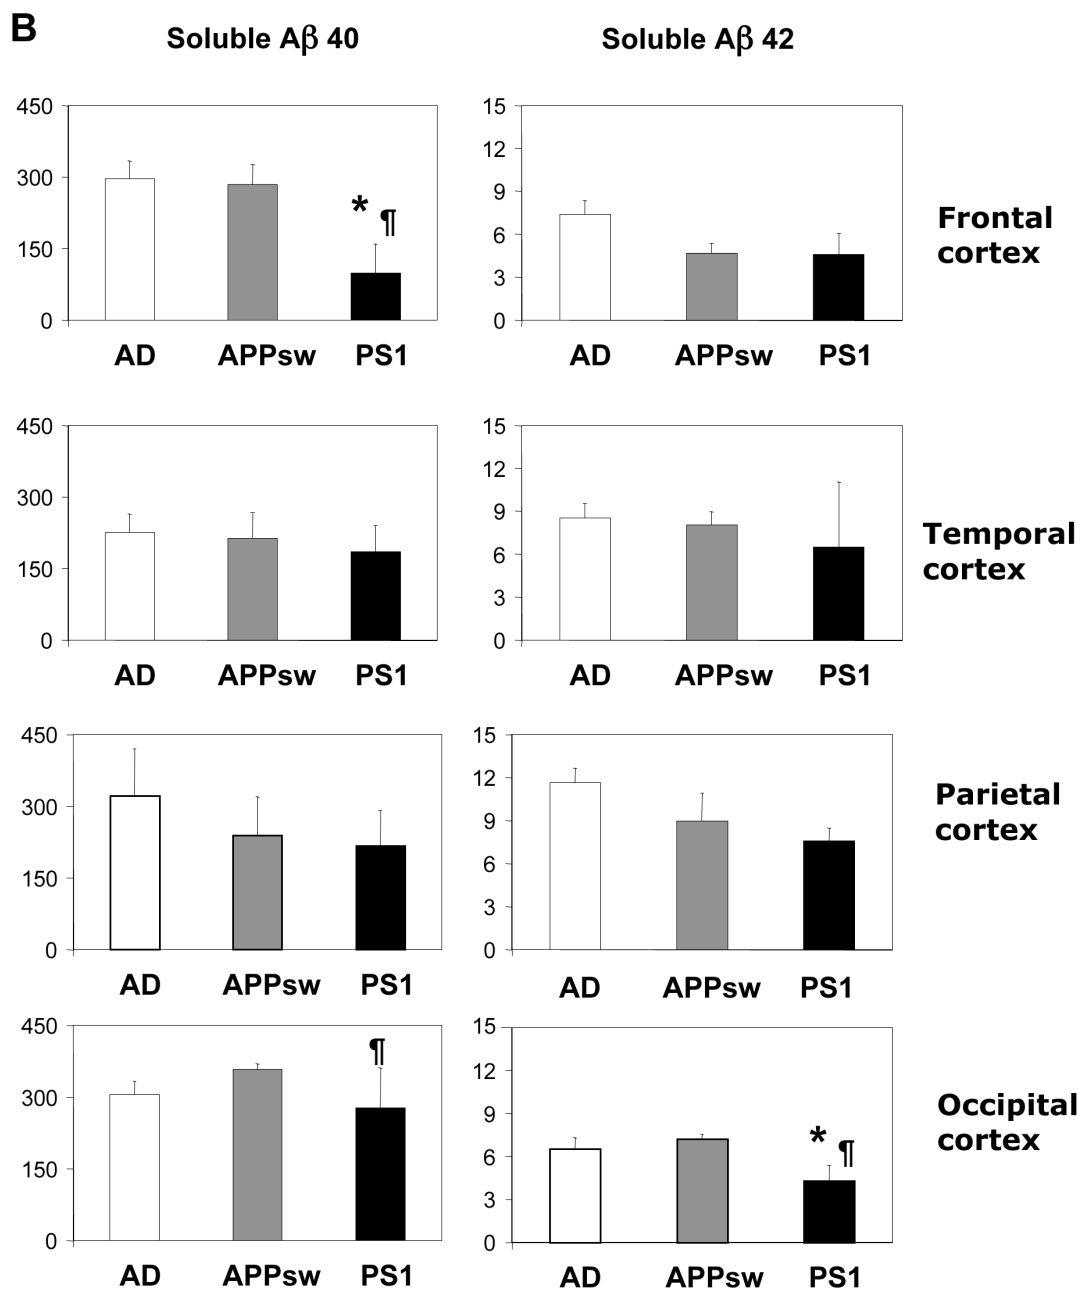 B
Soluble Aβ 40
Soluble Aβ 42
450
300
150
0
* ¶
AD APPsw PS1
15
12
9
6
3
0
AD APPsw PS1
Frontal
cortex
450
300
150
0
AD APPsw PS1
15
12
9
6
3
0
AD APPsw PS1
Temporal
cortex
450
300
150
0
AD APPsw PS1
15
12
9
6
3
0
AD APPsw PS1
Parietal
cortex
450
300
150
0
¶
AD APPsw PS1
15
12
9
6
3
0
* ¶
AD APPsw PS1
Occipital
cortex